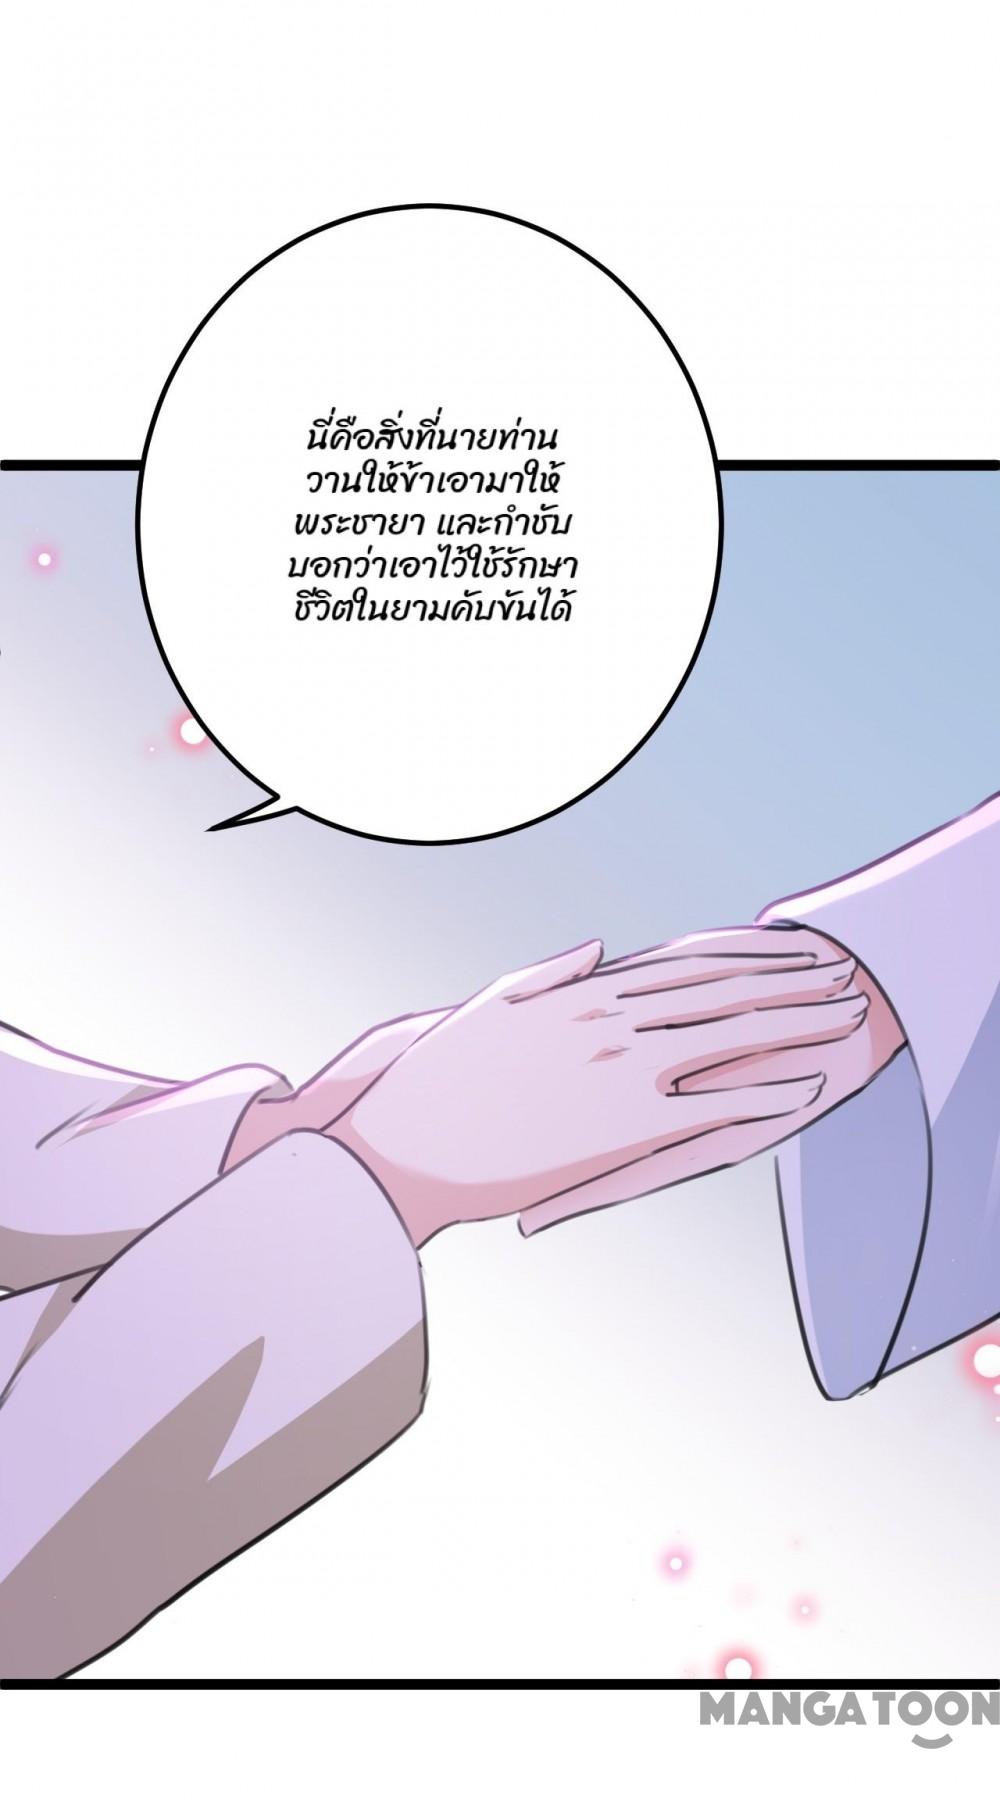 นี่คือสิ่งที่นายท่าน
วานให้ข้าเอามาให้
พระชายา และกำชับ
บอกว่าเอาไว้ใช้รักษา
ชีวิตในยามคับขันได้
MANGATOON